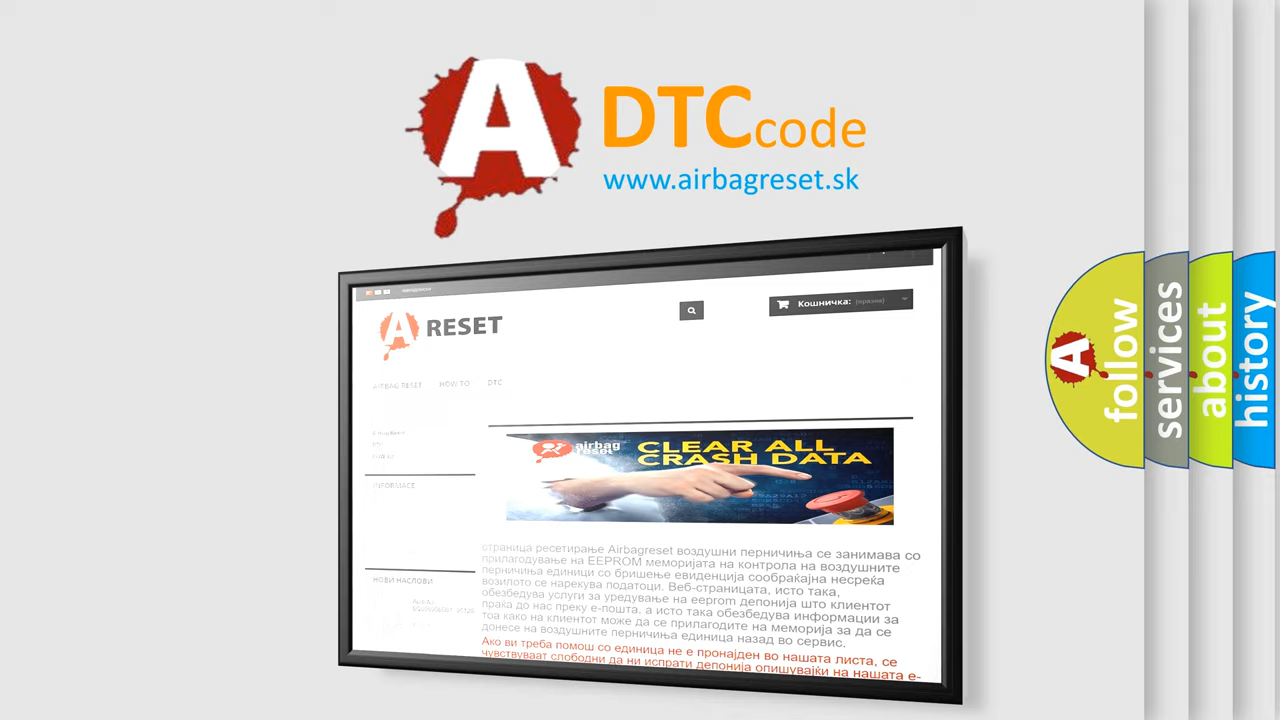 A
DTC code
www.airbagreset.sk
A RESET
Кошничка: (празна)
AIRBAG RESET HOW TO DTC
INFORMACE
НОВИ НАСЛОВИ
airbag
reset
CLEAR ALL
CRASH DATA
страница ресетирање Airbagreset воздушни перничиња се занимава со
прилагодување на EEPROM меморијата на контрола на воздушните
перничиња единици со бришење евиденција сообраќајна несреќа
возилото се нарекува податоци. Веб-страницата, исто така,
обезбедува услуги за уредување на eeprom депонија што клиентот
праќа до нас преку е-пошта, а исто така обезбедува информации за
тоа како на клиентот може да се прилагодите на меморија за да се
донесе на воздушните перничиња единица назад во сервис.
Ако ви треба помош со единица не е пронајден во нашата листа, се
чувствуваат слободни да ни испрати депонија опишувајќи на нашата е-
A
follow
services
about
history